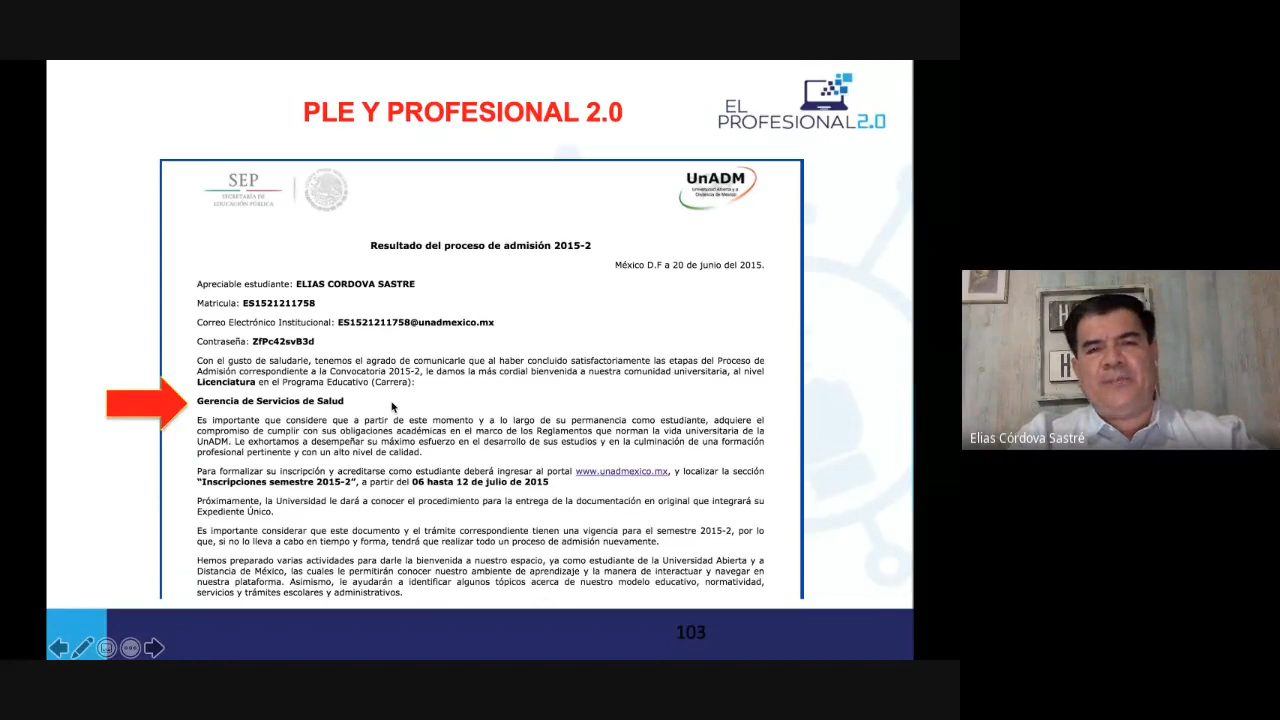 PLE Y PROFESIONAL 2.0
EL
PROFESIONAL2.0
SEP
SECRETARÍA DE
EDUCACIÓN PÚBLICA
UnADM
Universidad Abierta y a
Distancia de México
Resultado del proceso de admisión 2015-2
México D.F a 20 de junio del 2015.
Apreciable estudiante: ELIAS CORDOVA SASTRE
Matricula: ES1521211758
Correo Electrónico Institucional: ES1521211758@unadmexico.mx
Contraseña: ZfPc42svB3d
Con el gusto de saludarle, tenemos el agrado de comunicarle que al haber concluido satisfactoriamente las etapas del Proceso de
Admisión correspondiente a la Convocatoria 2015-2, le damos la más cordial bienvenida a nuestra comunidad universitaria, al nivel
Licenciatura en el Programa Educativo (Carrera):
Gerencia de Servicios de Salud
Es importante que considere que a partir de este momento y a lo largo de su permanencia como estudiante, adquiere el
compromiso de cumplir con sus obligaciones académicas en el marco de los Reglamentos que norman la vida universitaria de la
UnADM. Le exhortamos a desempeñar su máximo esfuerzo en el desarrollo de sus estudios y en la culminación de una formación
profesional pertinente y con un alto nivel de calidad.
Para formalizar su inscripción y acreditarse como estudiante deberá ingresar al portal www.unadmexico.mx, y localizar la sección
“Inscripciones semestre 2015-2”, a partir del 06 hasta 12 de julio de 2015
Próximamente, la Universidad le dará a conocer el procedimiento para la entrega de la documentación en original que integrará su
Expediente Único.
Es importante considerar que este documento y el trámite correspondiente tienen una vigencia para el semestre 2015-2, por lo
que, si no lo lleva a cabo en tiempo y forma, tendrá que realizar todo un proceso de admisión nuevamente.
Hemos preparado varias actividades para darle la bienvenida a nuestro espacio, ya como estudiante de la Universidad Abierta y a
Distancia de México, las cuales le permitirán conocer nuestro ambiente de aprendizaje y la manera de interactuar y navegar en
nuestra plataforma. Asimismo, le ayudarán a identificar algunos tópicos acerca de nuestro modelo educativo, normatividad,
servicios y trámites escolares y administrativos.
103
Elias Córdova Sastré